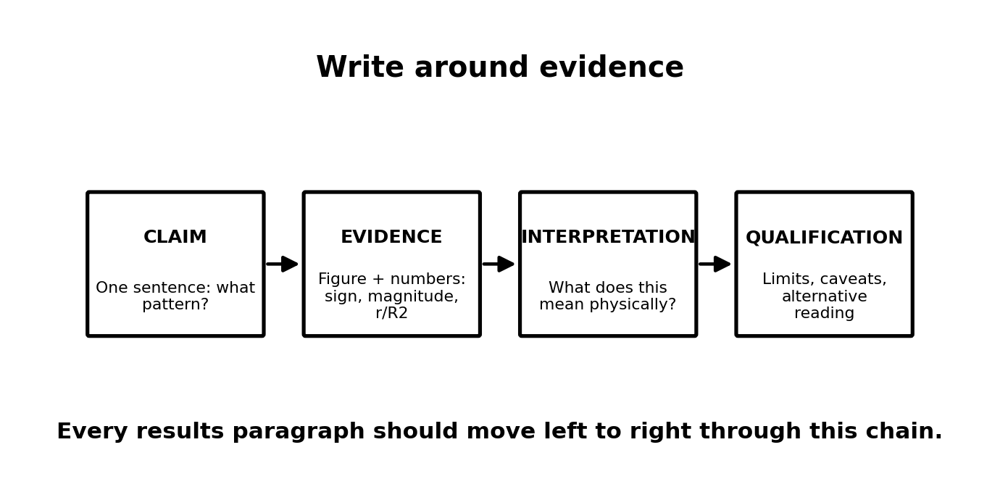 Write around evidence
CLAIM
One sentence: what
pattern?
EVIDENCE
Figure + numbers:
sign, magnitude,
r/R2
INTERPRETATION
What does this
mean physically?
QUALIFICATION
Limits, caveats,
alternative
reading
Every results paragraph should move left to right through this chain.